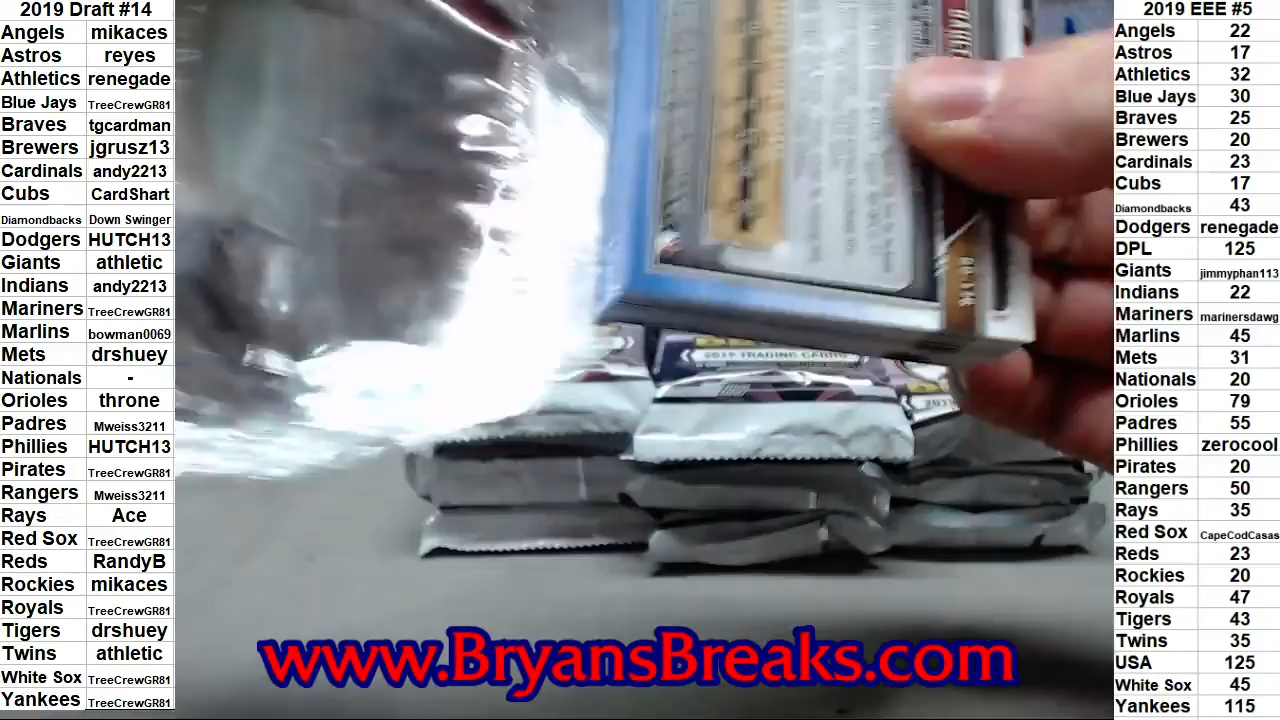 2019 Draft #14
Angels mikaces
Astros reyes
Athletics renegade
Blue Jays TreeCrewGR81
Braves tgcardman
Brewers jgrusz13
Cardinals andy2213
Cubs CardShart
Diamondbacks Down Swinger
Dodgers HUTCH13
Giants athletic
Indians andy2213
Mariners TreeCrewGR81
Marlins bowman0069
Mets drshuey
Nationals -
Orioles throne
Padres Mweiss3211
Phillies HUTCH13
Pirates TreeCrewGR81
Rangers Mweiss3211
Rays Ace
Red Sox TreeCrewGR81
Reds RandyB
Rockies mikaces
Royals TreeCrewGR81
Tigers drshuey
Twins athletic
White Sox TreeCrewGR81
Yankees TreeCrewGR81
2019 TRADING CARDS
www.BryansBreaks.com
2019 EEE #5
Angels 22
Astros 17
Athletics 32
Blue Jays 30
Braves 25
Brewers 20
Cardinals 23
Cubs 17
Diamondbacks 43
Dodgers renegade
DPL 125
Giants jimmyphan113
Indians 22
Mariners marinersdawg
Marlins 45
Mets 31
Nationals 20
Orioles 79
Padres 55
Phillies zerocool
Pirates 20
Rangers 50
Rays 35
Red Sox CapeCodCasas
Reds 23
Rockies 20
Royals 47
Tigers 43
Twins 35
USA 125
White Sox 45
Yankees 115